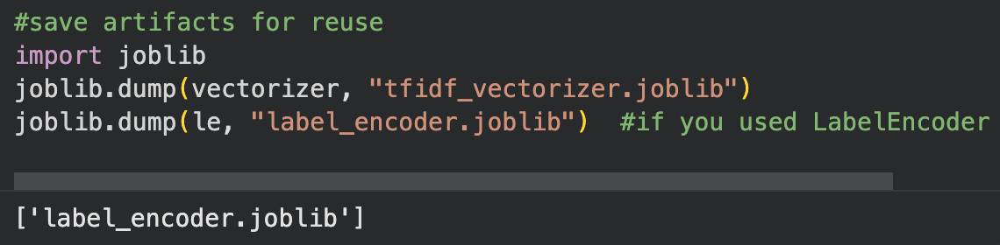 #save artifacts for reuse
import joblib
joblib.dump(vectorizer, "tfidf_vectorizer.joblib")
joblib.dump(le, "label_encoder.joblib")  #if you used LabelEncoder
['label_encoder.joblib']